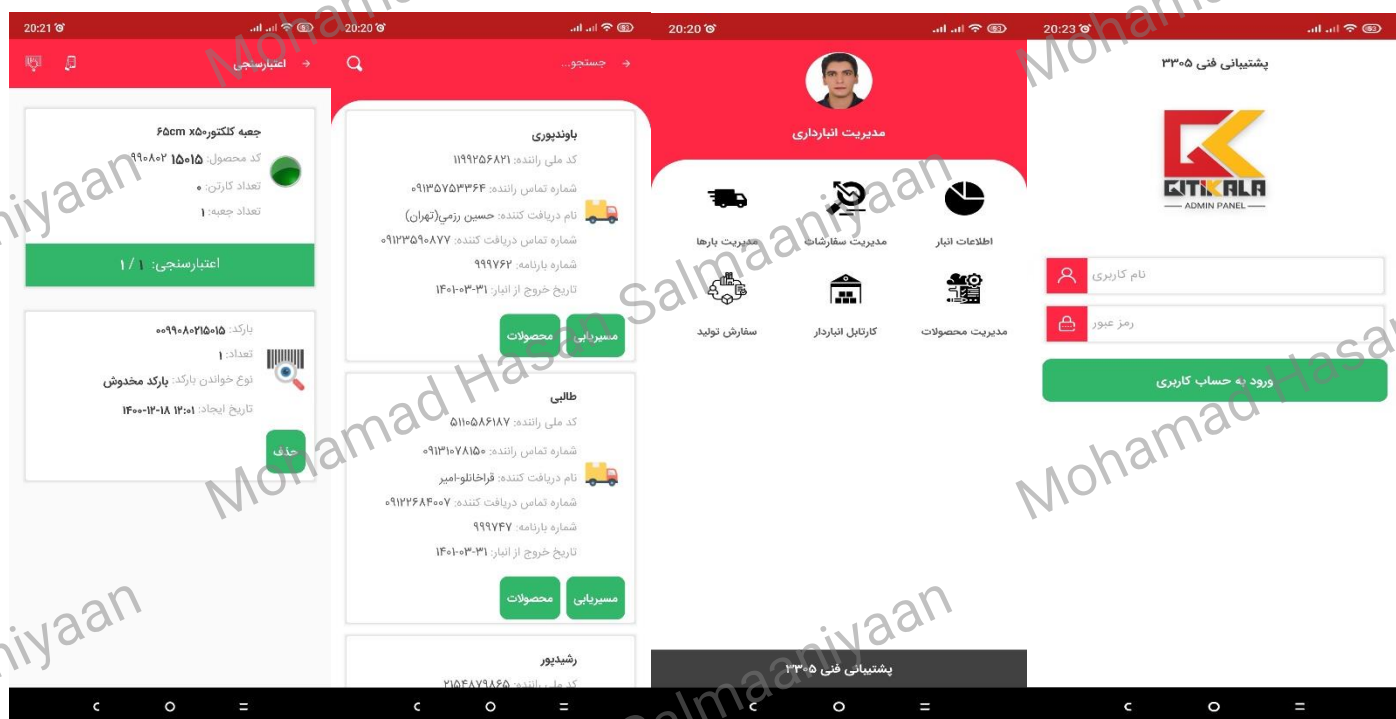 20:21
اعتبارسنجی
جعبه کلکتور۵۰x ۶۵cm
کد محصول: ۱۵۰۱۵ ۹۹۰۸۰۲
تعداد کارتن: ۰
تعداد جعبه: ۱
اعتبارسنجی: ۱ / ۱
بارکد: ۰۰۹۹۰۸۰۲۱۵۰۱۵
تعداد: ۱
نوع خواندن بارکد: بارکد مخدوش
تاریخ ایجاد: ۱۲:۰۱ ۱۸-۱۲-۱۴۰۰
حذف
20:20
جستجو...
باوندپوری
کد ملی راننده: ۱۱۹۹۲۵۶۸۲۱
شماره تماس راننده: ۰۹۱۳۵۷۵۳۳۶۴
نام دریافت کننده: حسین رزمي(تهران)
شماره تماس دریافت کننده: ۰۹۱۲۳۵۹۰۸۷۷
شماره بارنامه: ۹۹۹۷۶۲
تاریخ خروج از انبار: ۳۱-۰۳-۱۴۰۱
مسیریابی
محصولات
طالبی
کد ملی راننده: ۵۱۱۰۵۸۶۱۸۷
شماره تماس راننده: ۰۹۱۳۱۰۷۸۱۵۰
نام دریافت کننده: قراخانلو-امیر
شماره تماس دریافت کننده: ۰۹۱۲۲۶۸۴۰۰۷
شماره بارنامه: ۹۹۹۷۴۷
تاریخ خروج از انبار: ۳۱-۰۳-۱۴۰۱
مسیریابی
محصولات
رشیدپور
کد ملی راننده: ۲۱۵۴۸۷۹۸۶۵
20:20
مدیریت انبارداری
اطلاعات انبار
مدیریت سفارشات
مدیریت بارها
مدیریت محصولات
کارتابل انباردار
سفارش تولید
پشتیبانی فنی ۳۳۰۵
20:23
پشتیبانی فنی ۳۳۰۵
GITIKALA
ADMIN PANEL
نام کاربری
رمز عبور
ورود به حساب کاربری
Mohamad Hasan Salmaaniyaan